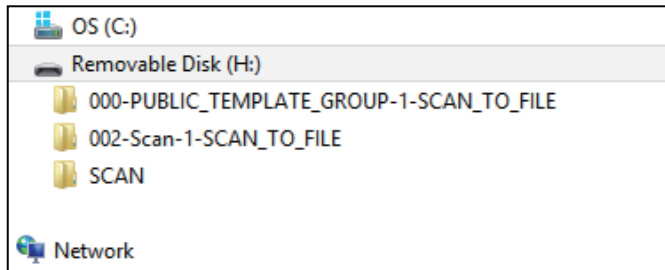 OS (C:)
Removable Disk (H:)
000-PUBLIC_TEMPLATE_GROUP-1-SCAN_TO_FILE
002-Scan-1-SCAN_TO_FILE
SCAN
Network